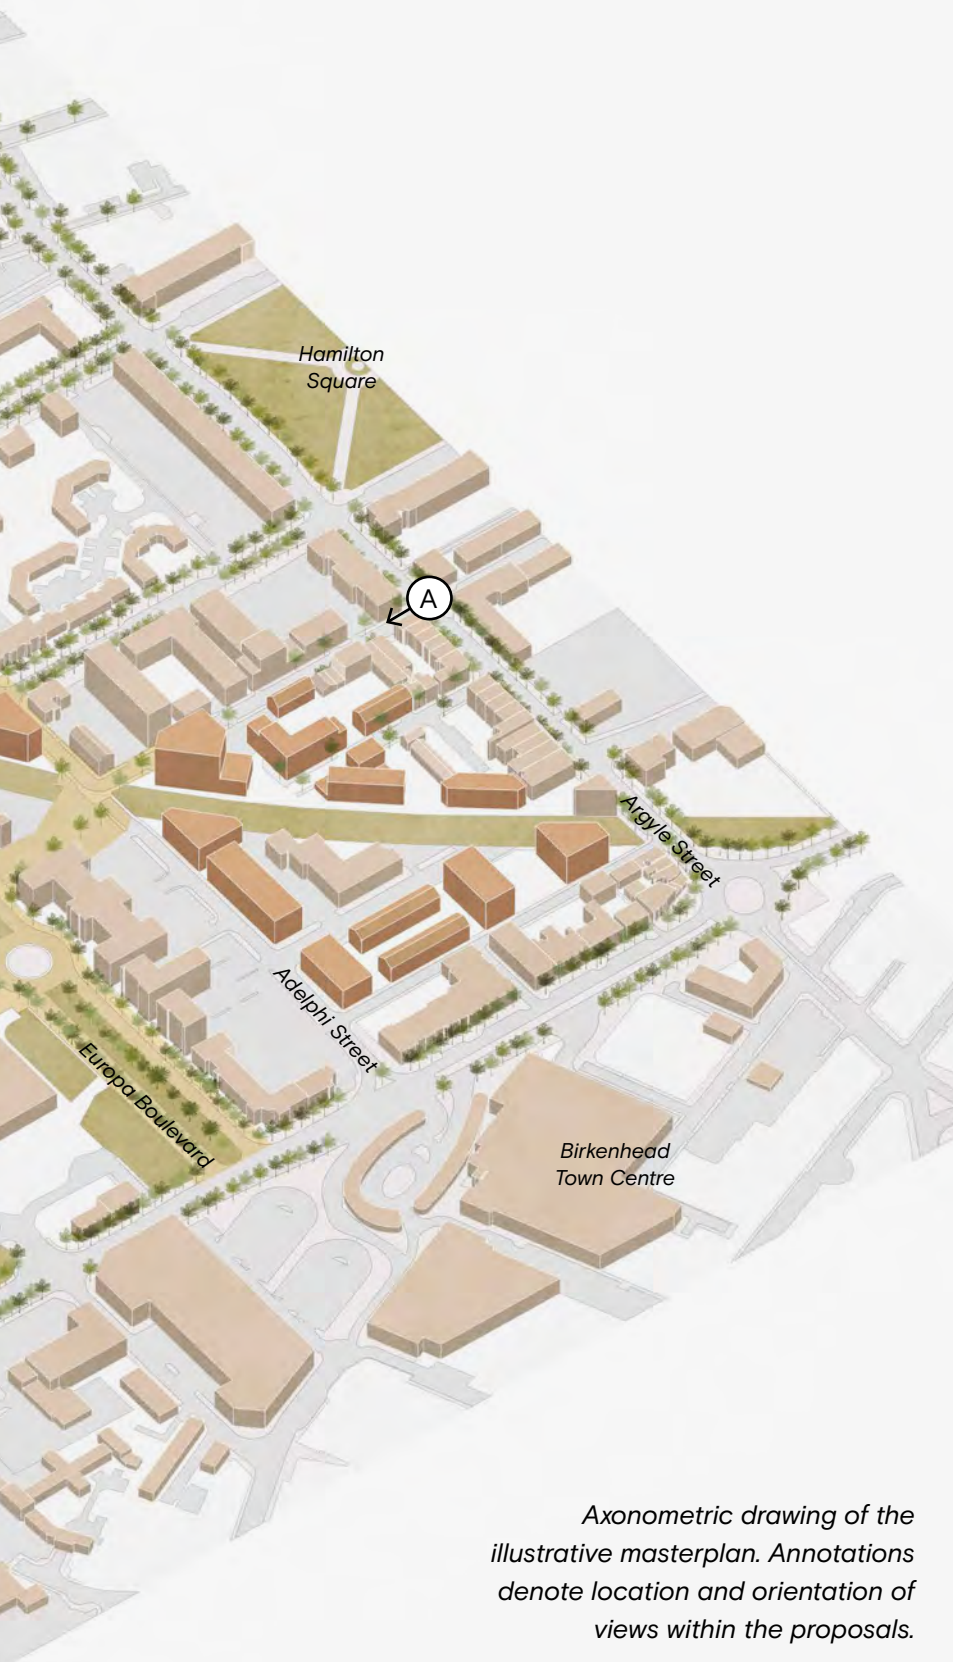 Hamilton
Square
A
Argyle Street
Adelphi Street
Europa Boulevard
Birkenhead
Town Centre
Axonometric drawing of the
illustrative masterplan. Annotations
denote location and orientation of
views within the proposals.